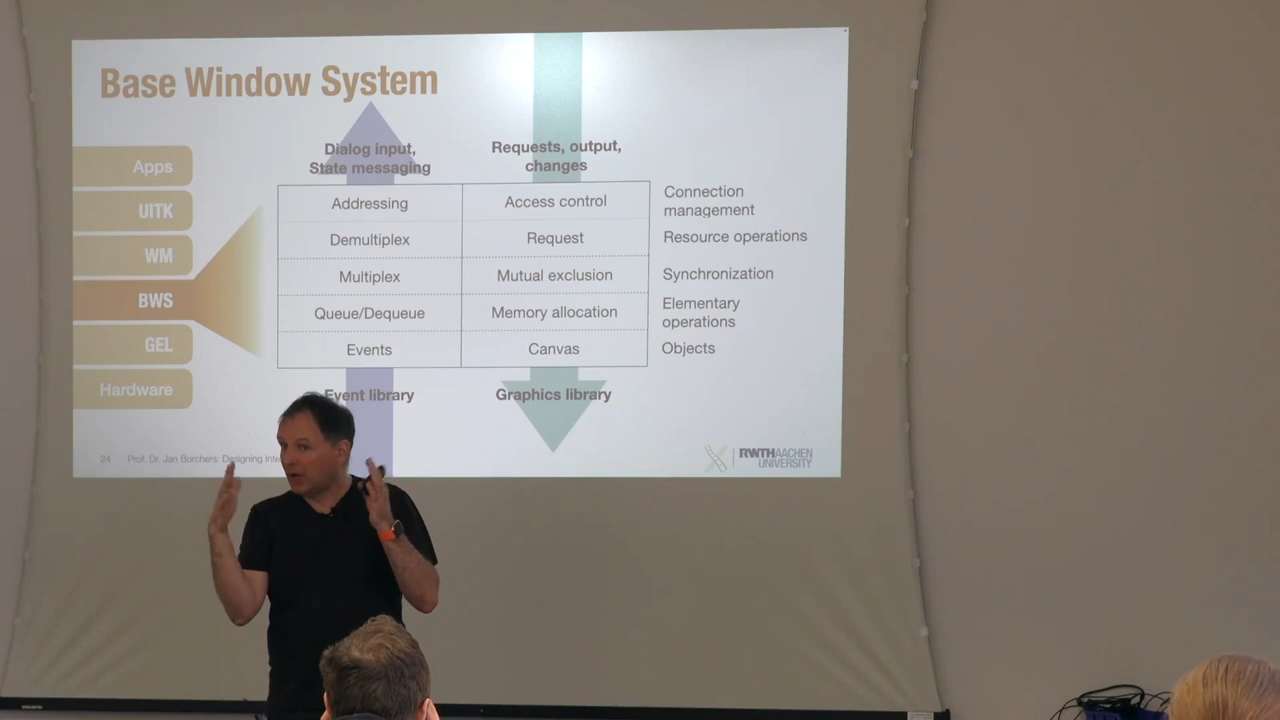 Base Window System
Apps
UITK
WM
BWS
GEL
Hardware
Dialog input,
State messaging
Requests, output,
changes
Addressing
Access control
Connection
management
Demultiplex
Request
Resource operations
Multiplex
Mutual exclusion
Synchronization
Queue/Dequeue
Memory allocation
Elementary
operations
Events
Canvas
Objects
Event library
Graphics library
24
Prof. Dr. Jan Borchers: Designing Inte
RWTHAACHEN
UNIVERSITY